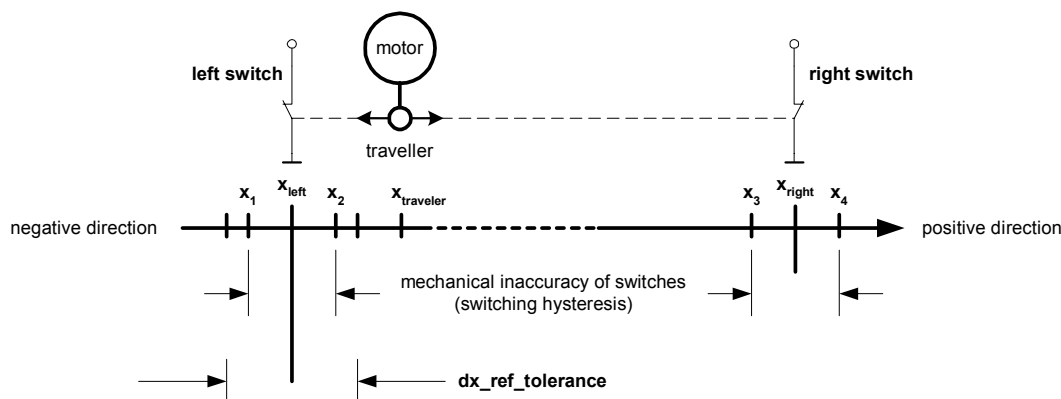 motor
left switch
right switch
traveller
x1
xleft
x2
xtraveler
x3
xright
x4
negative direction
positive direction
mechanical inaccuracy of switches
(switching hysteresis)
dx_ref_tolerance